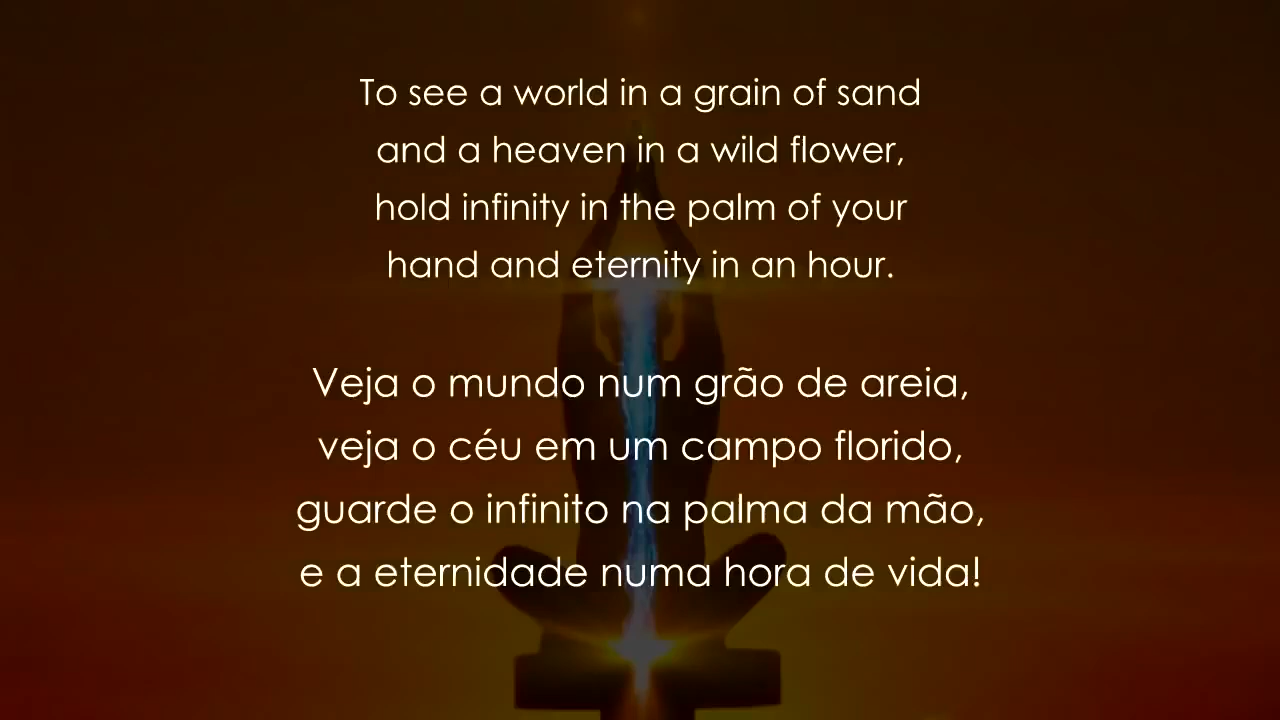 To see a world in a grain of sand
and a heaven in a wild flower,
hold infinity in the palm of your
hand and eternity in an hour.
Veja o mundo num grão de areia,
veja o céu em um campo florido,
guarde o infinito na palma da mão,
e a eternidade numa hora de vida!